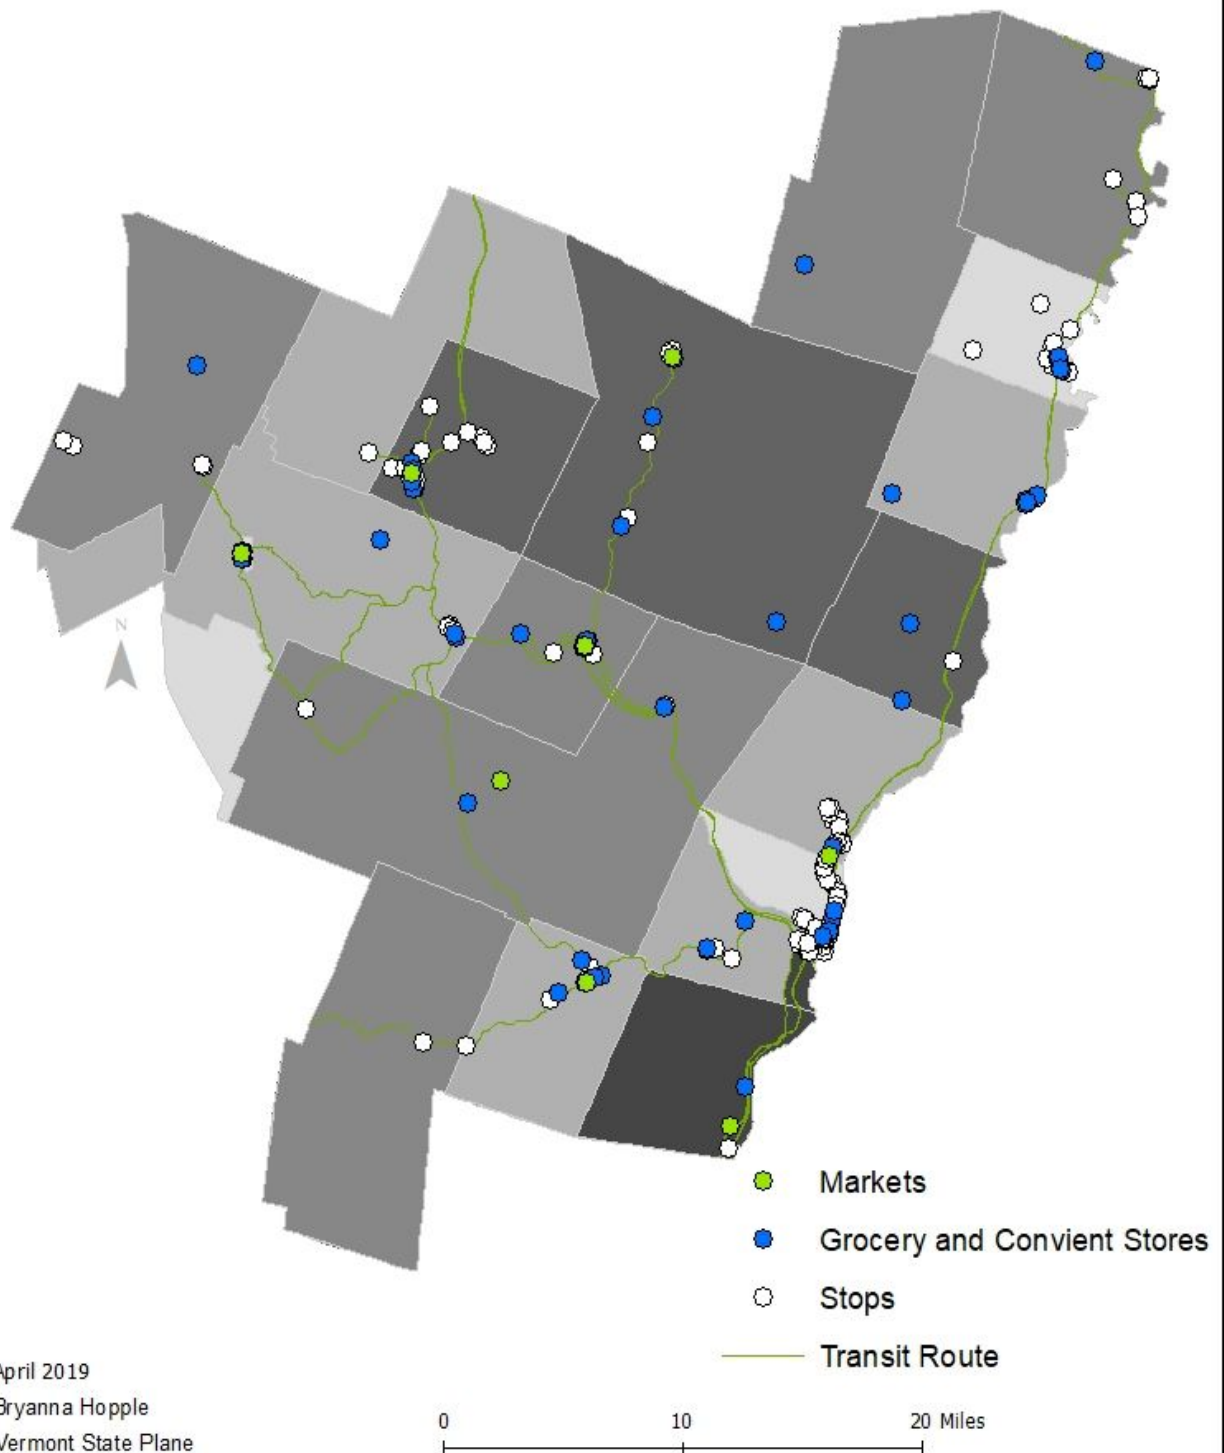 N
Markets
Grocery and Convient Stores
Stops
Transit Route
April 2019
Bryanna Hopple
Vermont State Plane
0 10 20 Miles